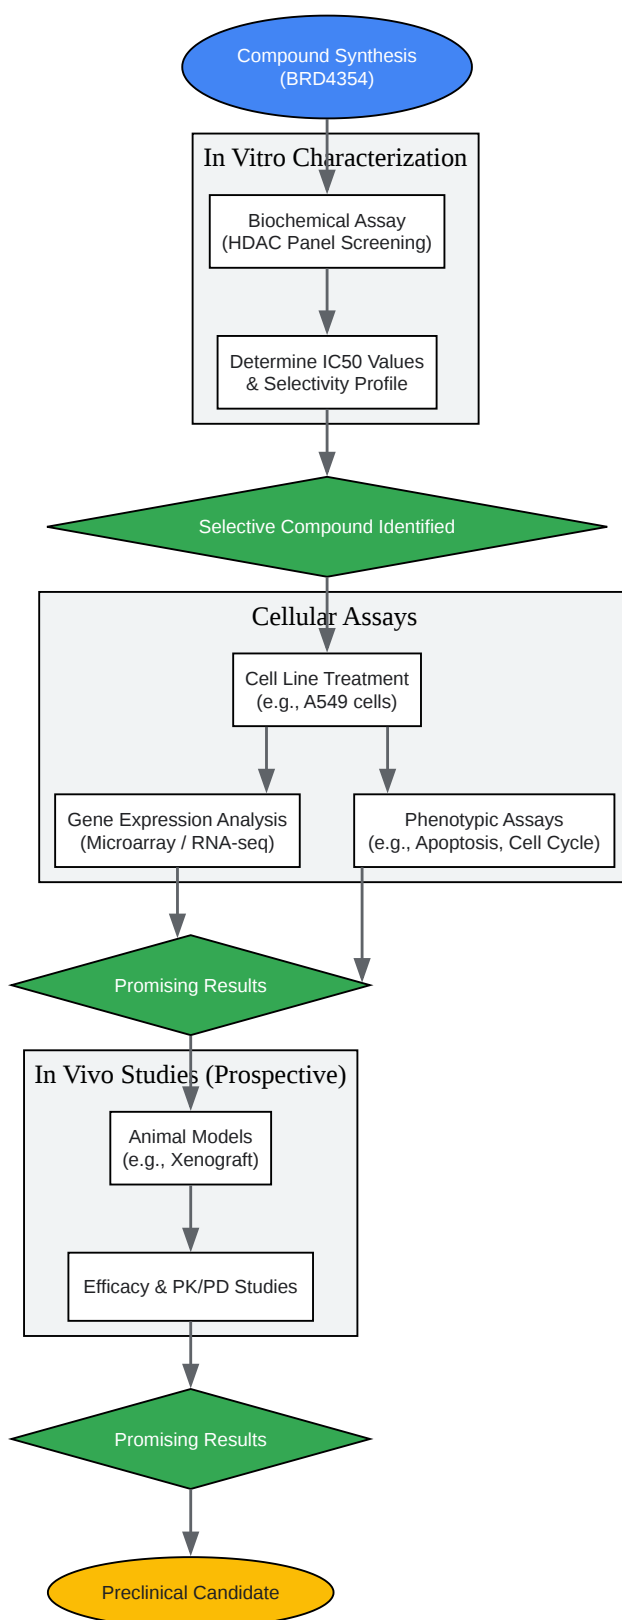 Compound Synthesis
(BRD4354)
In Vitro Characterization
Biochemical Assay
(HDAC Panel Screening)
Determine IC50 Values
& Selectivity Profile
Selective Compound Identified
Cellular Assays
Cell Line Treatment
(e.g., A549 cells)
Gene Expression Analysis
(Microarray / RNA-seq)
Phenotypic Assays
(e.g., Apoptosis, Cell Cycle)
Promising Results
In Vivo Studies (Prospective)
Animal Models
(e.g., Xenograft)
Efficacy & PK/PD Studies
Promising Results
Preclinical Candidate